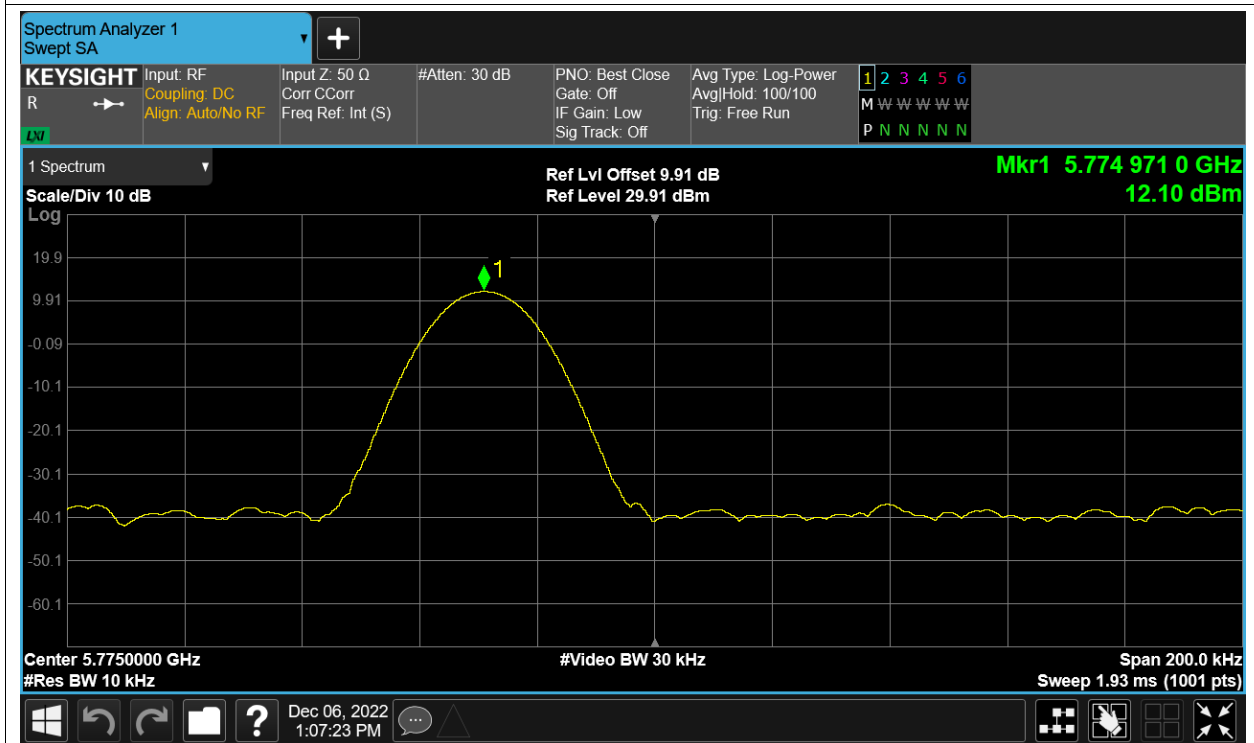 Spectrum Analyzer 1
Swept SA
KEYSIGHT
R
LXI
Input: RF
Coupling: DC
Align: Auto/No RF
Input Z: 50 Ω
Corr CCorr
Freq Ref: Int (S)
#Atten: 30 dB
PNO: Best Close
Gate: Off
IF Gain: Low
Sig Track: Off
Avg Type: Log-Power
Avg|Hold: 100/100
Trig: Free Run
1 2 3 4 5 6
M W W W W W
P N N N N N
1 Spectrum
Scale/Div 10 dB
Log
Ref Lvl Offset 9.91 dB
Ref Level 29.91 dBm
Mkr1 5.774 971 0 GHz
12.10 dBm
19.9
1
9.91
-0.09
-10.1
-20.1
-30.1
-40.1
-50.1
-60.1
Center 5.7750000 GHz
#Res BW 10 kHz
#Video BW 30 kHz
Span 200.0 kHz
Sweep 1.93 ms (1001 pts)
?
Dec 06, 2022
1:07:23 PM